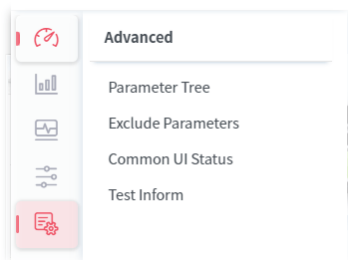 Advanced
Parameter Tree
Exclude Parameters
Common UI Status
Test Inform